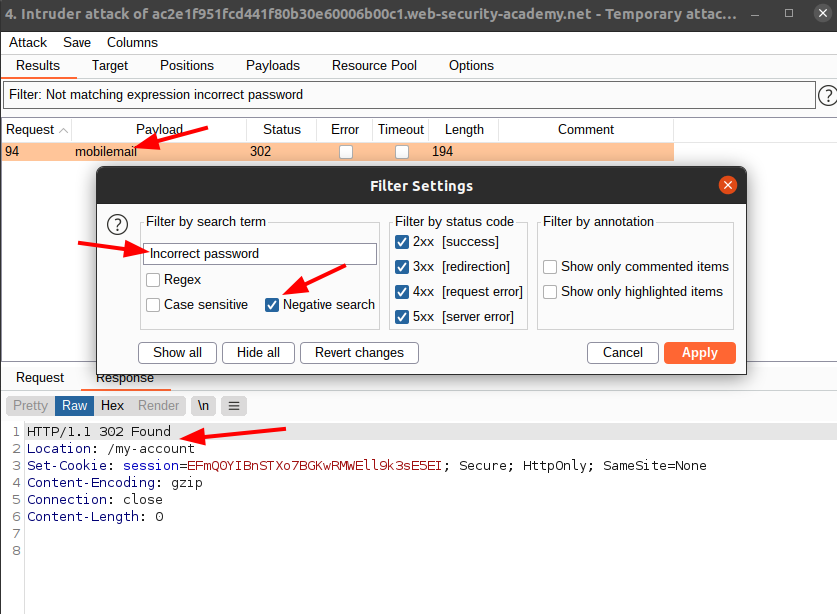 4. Intruder attack of ac2e1f951fcd441f80b30e60006b00c1.web-security-academy.net - Temporary attac...
Attack Save Columns
Results Target Positions Payloads Resource Pool Options
Filter: Not matching expression incorrect password
?
Request Payload Status Error Timeout Length Comment
94 mobilemail 302 194
Filter Settings
?
Filter by search term
Incorrect password
Regex
Case sensitive Negative search
Filter by status code
2xx [success]
3xx [redirection]
4xx [request error]
5xx [server error]
Filter by annotation
Show only commented items
Show only highlighted items
Show all Hide all Revert changes Cancel Apply
Request Response
Pretty Raw Hex Render \n
1 HTTP/1.1 302 Found
2 Location: /my-account
3 Set-Cookie: session=EFmQOYIBnSTXo7BGKwRMWEll9k3sE5EI; Secure; HttpOnly; SameSite=None
4 Content-Encoding: gzip
5 Connection: close
6 Content-Length: 0
7
8